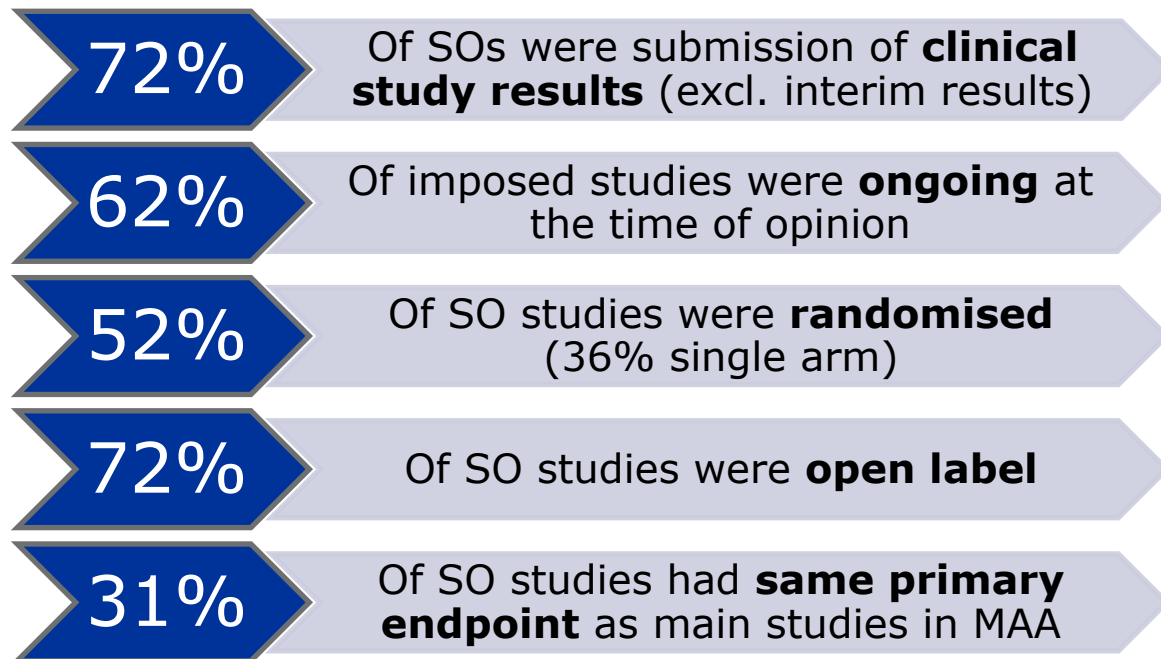 72%
Of SOs were submission of clinical
study results (excl. interim results)
62%
Of imposed studies were ongoing at
the time of opinion
52%
Of SO studies were randomised
(36% single arm)
72%
Of SO studies were open label
31%
Of SO studies had same primary
endpoint as main studies in MAA